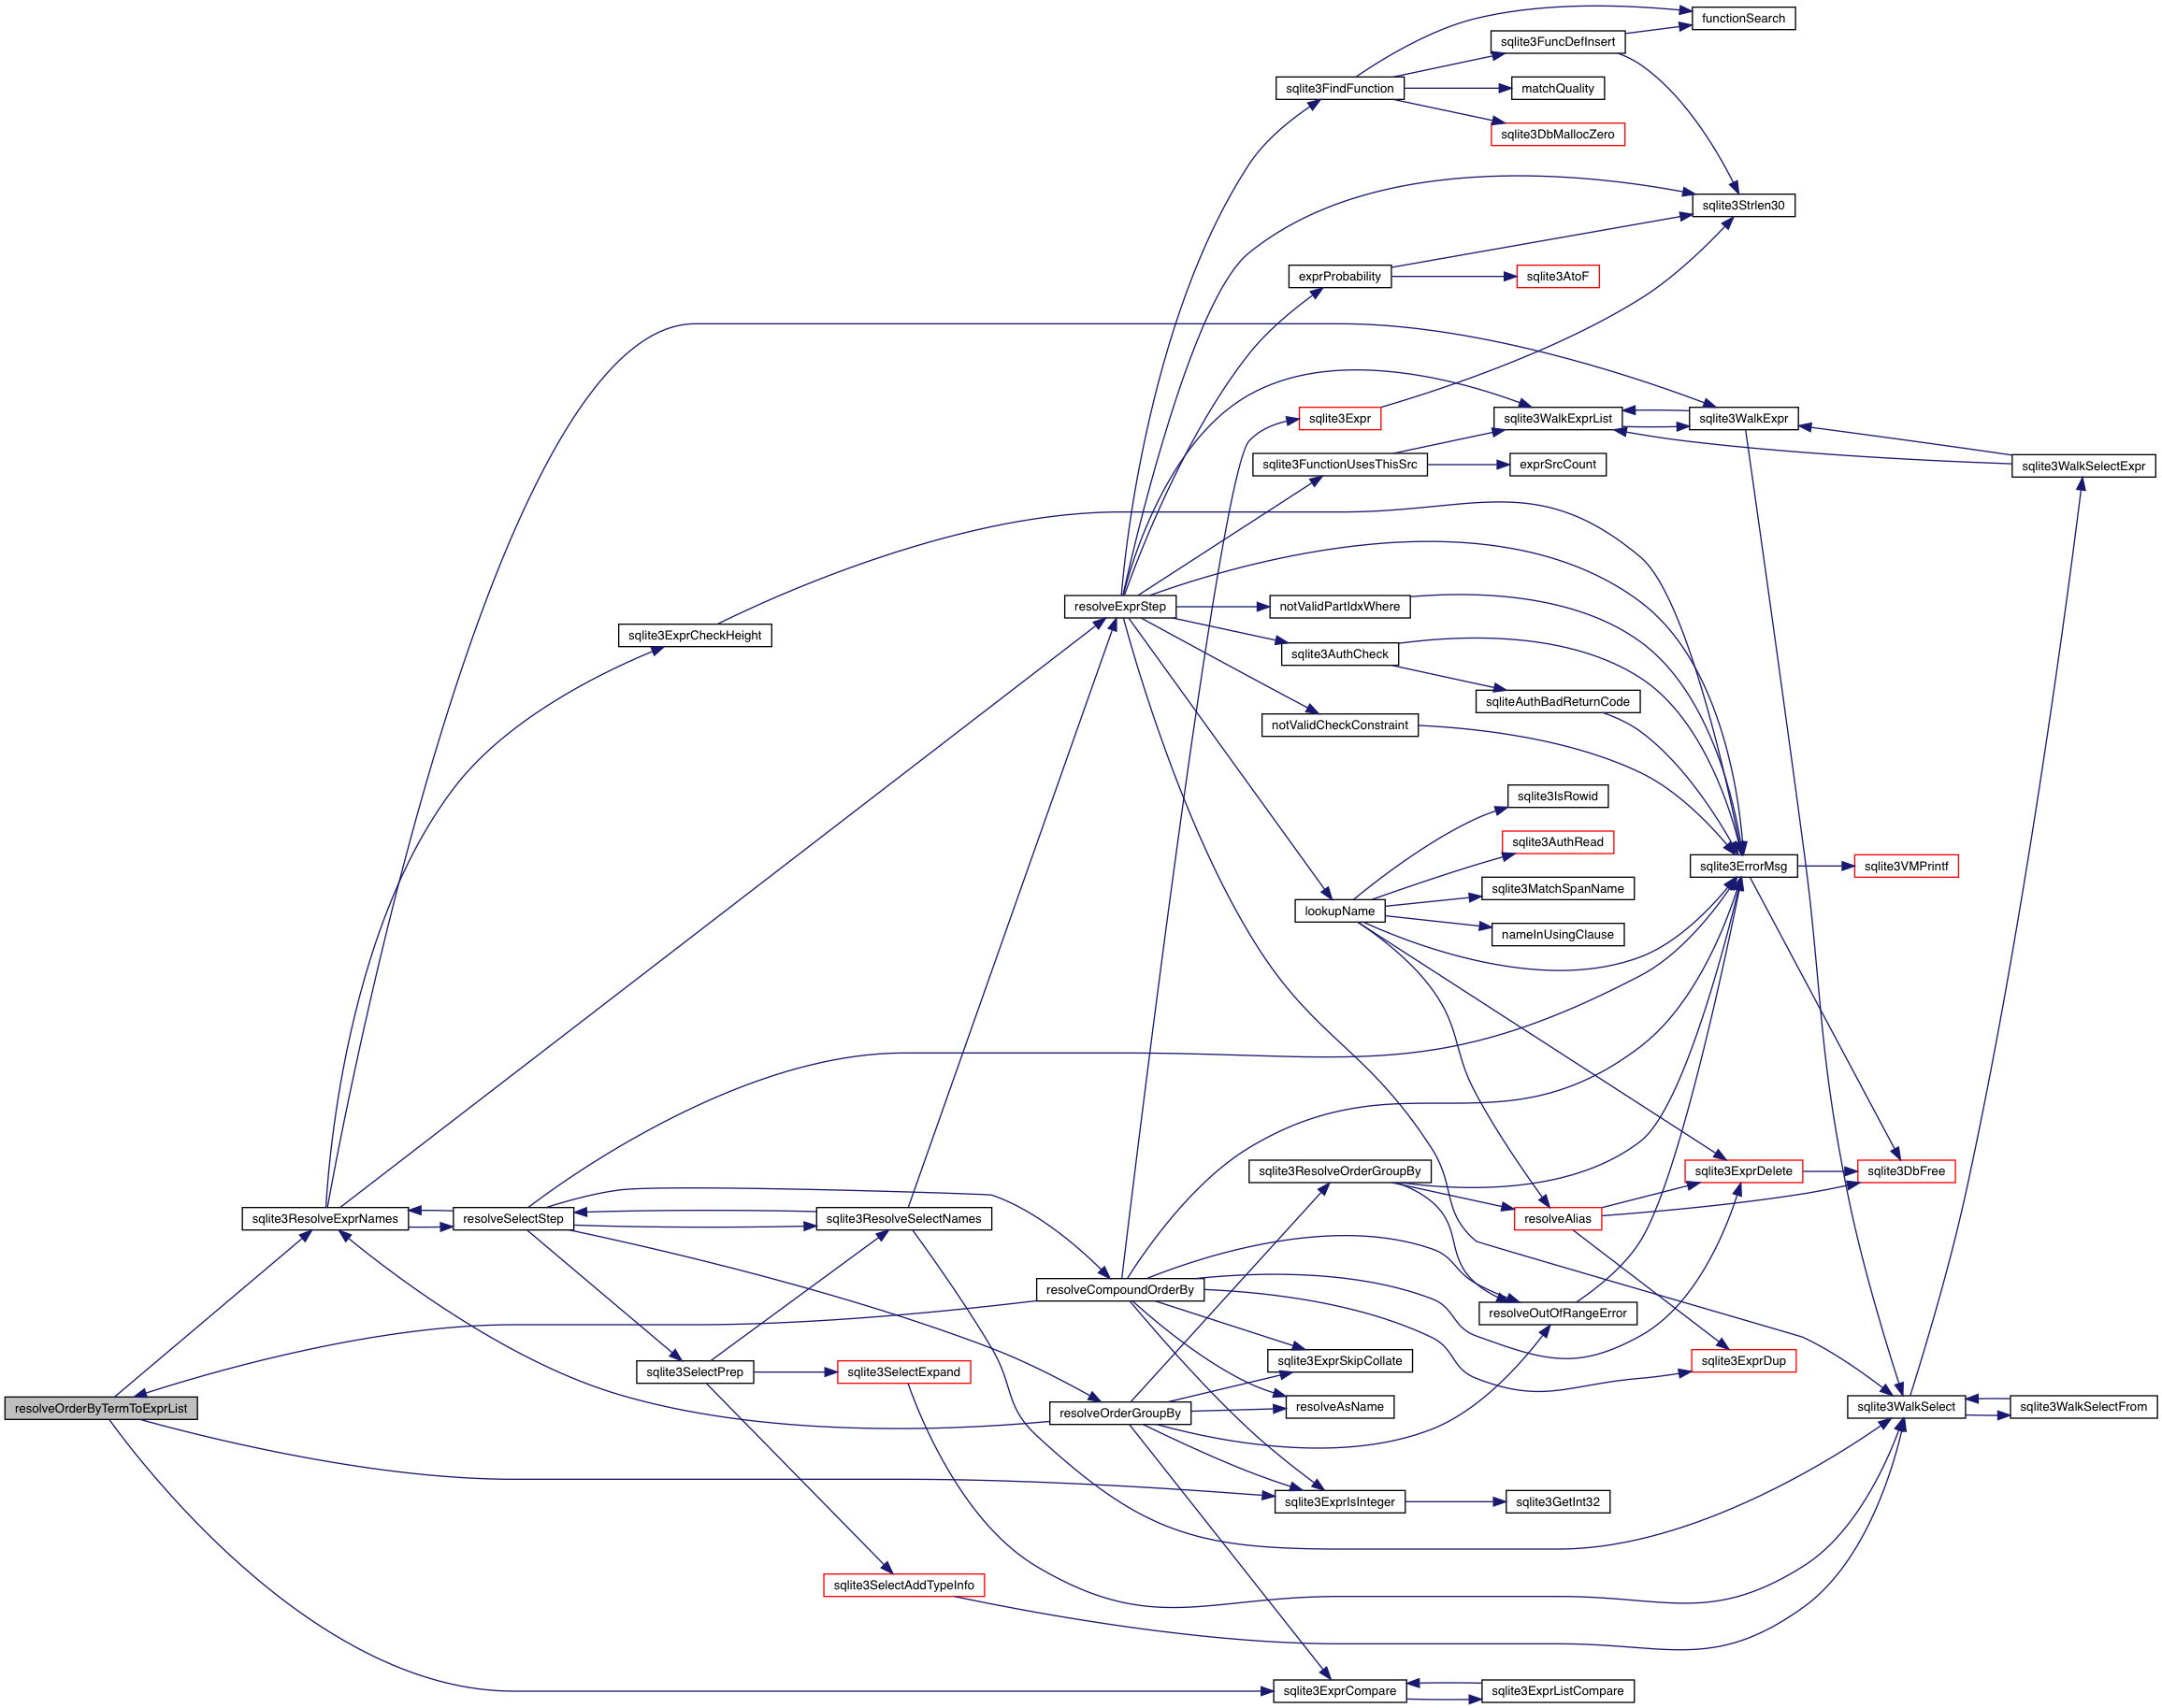 functionSearch
sqlite3FuncDefInsert
sqlite3FindFunction
matchQuality
sqlite3DbMallocZero
sqlite3Strlen30
exprProbability
sqlite3AtoF
sqlite3Expr
sqlite3WalkExprList
sqlite3WalkExpr
sqlite3FunctionUsesThisSrc
exprSrcCount
sqlite3WalkSelectExpr
resolveExprStep
notValidPartIdxWhere
sqlite3ExprCheckHeight
sqlite3AuthCheck
sqliteAuthBadReturnCode
notValidCheckConstraint
sqlite3IsRowid
sqlite3AuthRead
sqlite3ErrorMsg
sqlite3VMPrintf
sqlite3MatchSpanName
lookupName
nameInUsingClause
sqlite3ResolveOrderGroupBy
sqlite3ExprDelete
sqlite3DbFree
sqlite3ResolveExprNames
resolveSelectStep
sqlite3ResolveSelectNames
resolveAlias
resolveCompoundOrderBy
resolveOutOfRangeError
sqlite3ExprSkipCollate
sqlite3ExprDup
sqlite3SelectPrep
sqlite3SelectExpand
resolveOrderByTermToExprList
resolveOrderGroupBy
resolveAsName
sqlite3WalkSelect
sqlite3WalkSelectFrom
sqlite3ExprIsInteger
sqlite3GetInt32
sqlite3SelectAddTypeInfo
sqlite3ExprCompare
sqlite3ExprListCompare